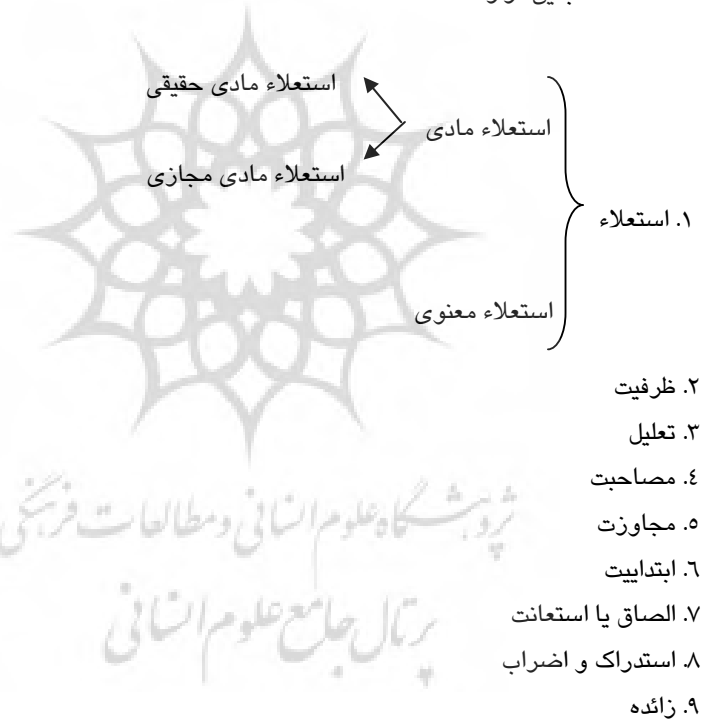 استعلاء مادی حقیقی
استعلاء مادی
استعلاء مادی مجازی
۱. استعلاء
استعلاء معنوی
۲. ظرفیت
۳. تعلیل
٤. مصاحبت
٥. مجاوزت
٦. ابتداییت
۷. الصاق یا استعانت
۸. استدراک و اضراب
۹. زائده
پژوهشگاه علوم انسانی و مطالعات فرهنگی
پرتال جامع علوم انسانی